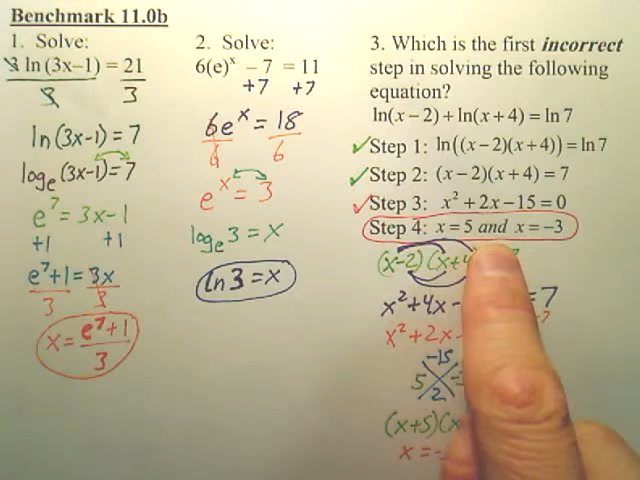 Benchmark 11.0b
1. Solve:
3 ln(3x−1) = 21
3 3
ln(3x-1) = 7
logₑ(3x-1) = 7
e⁷ = 3x-1
+1 +1
e⁷+1 = 3x
3 3
x = e⁷+1
3
2. Solve:
6(e)ˣ − 7 = 11
+7 +7
6eˣ = 18
6 6
eˣ = 3
logₑ3 = x
ln3 = x
3. Which is the first incorrect
step in solving the following
equation?
ln(x−2)+ln(x+4)=ln7
✓Step 1: ln((x−2)(x+4))=ln7
✓Step 2: (x−2)(x+4)=7
✓Step 3: x²+2x−15=0
Step 4: x=5 and x=−3
(x-2)(x+4
x²+4x- =7
x²+2x- -7
-15
5
2
(x+5)(x
x=-